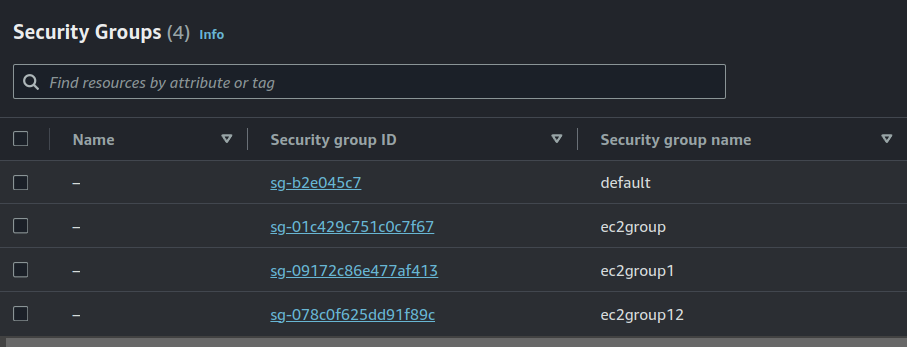 Security Groups (4) Info
Find resources by attribute or tag
Name Security group ID Security group name
– sg-b2e045c7 default
– sg-01c429c751c0c7f67 ec2group
– sg-09172c86e477af413 ec2group1
– sg-078c0f625dd91f89c ec2group12